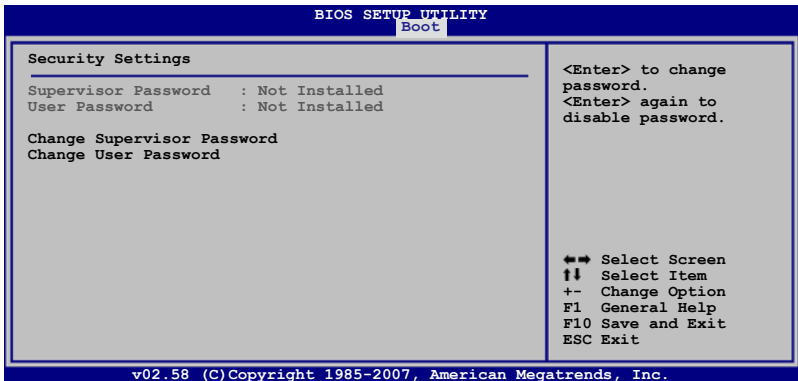 BIOS SETUP UTILITY
Boot
Security Settings
Supervisor Password : Not Installed
User Password : Not Installed
Change Supervisor Password
Change User Password
<Enter> to change
password.
<Enter> again to
disable password.
←→ Select Screen
↑↓ Select Item
+- Change Option
F1 General Help
F10 Save and Exit
ESC Exit
v02.58 (C)Copyright 1985-2007, American Megatrends, Inc.